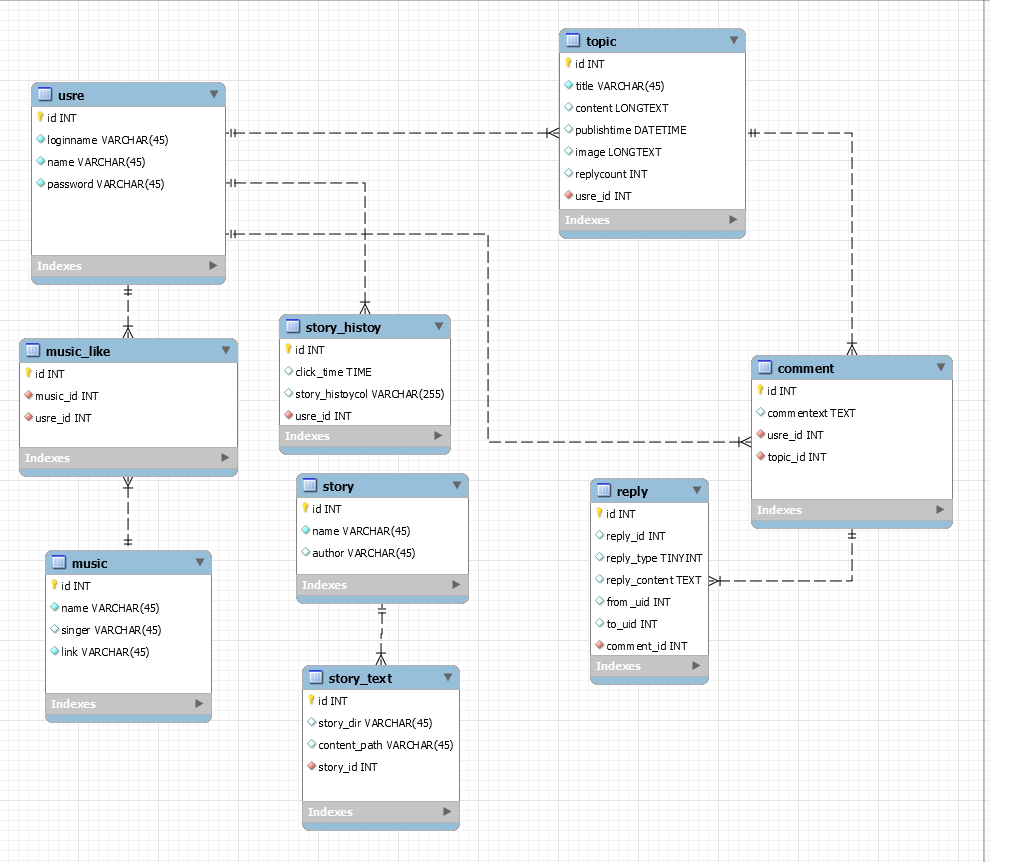 usre
id INT
loginname VARCHAR(45)
name VARCHAR(45)
password VARCHAR(45)
Indexes
topic
id INT
title VARCHAR(45)
content LONGTEXT
publishtime DATETIME
image LONGTEXT
replycount INT
usre_id INT
Indexes
music_like
id INT
music_id INT
usre_id INT
Indexes
story_histoy
id INT
click_time TIME
story_histoycol VARCHAR(255)
usre_id INT
Indexes
comment
id INT
commentext TEXT
usre_id INT
topic_id INT
Indexes
story
id INT
name VARCHAR(45)
author VARCHAR(45)
Indexes
reply
id INT
reply_id INT
reply_type TINYINT
reply_content TEXT
from_uid INT
to_uid INT
comment_id INT
Indexes
music
id INT
name VARCHAR(45)
singer VARCHAR(45)
link VARCHAR(45)
Indexes
story_text
id INT
story_dir VARCHAR(45)
content_path VARCHAR(45)
story_id INT
Indexes